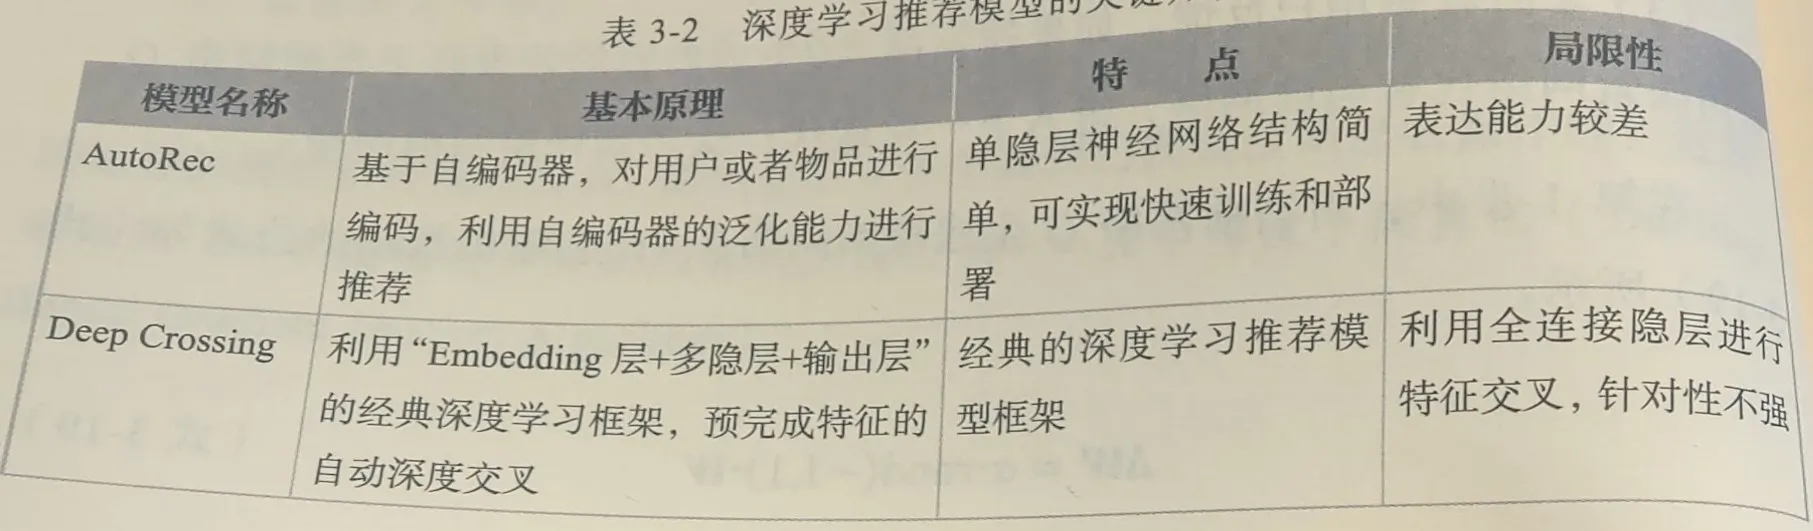 表 3-2 深度学习推荐模型的关键
模型名称 基本原理 特 点 局限性
AutoRec
基于自编码器，对用户或者物品进行
编码，利用自编码器的泛化能力进行
推荐
单隐层神经网络结构简
单，可实现快速训练和部
署
表达能力较差
Deep Crossing
利用“Embedding 层+多隐层+输出层”
的经典深度学习框架，预完成特征的
自动深度交叉
经典的深度学习推荐模
型框架
利用全连接隐层进行
特征交叉，针对性不强